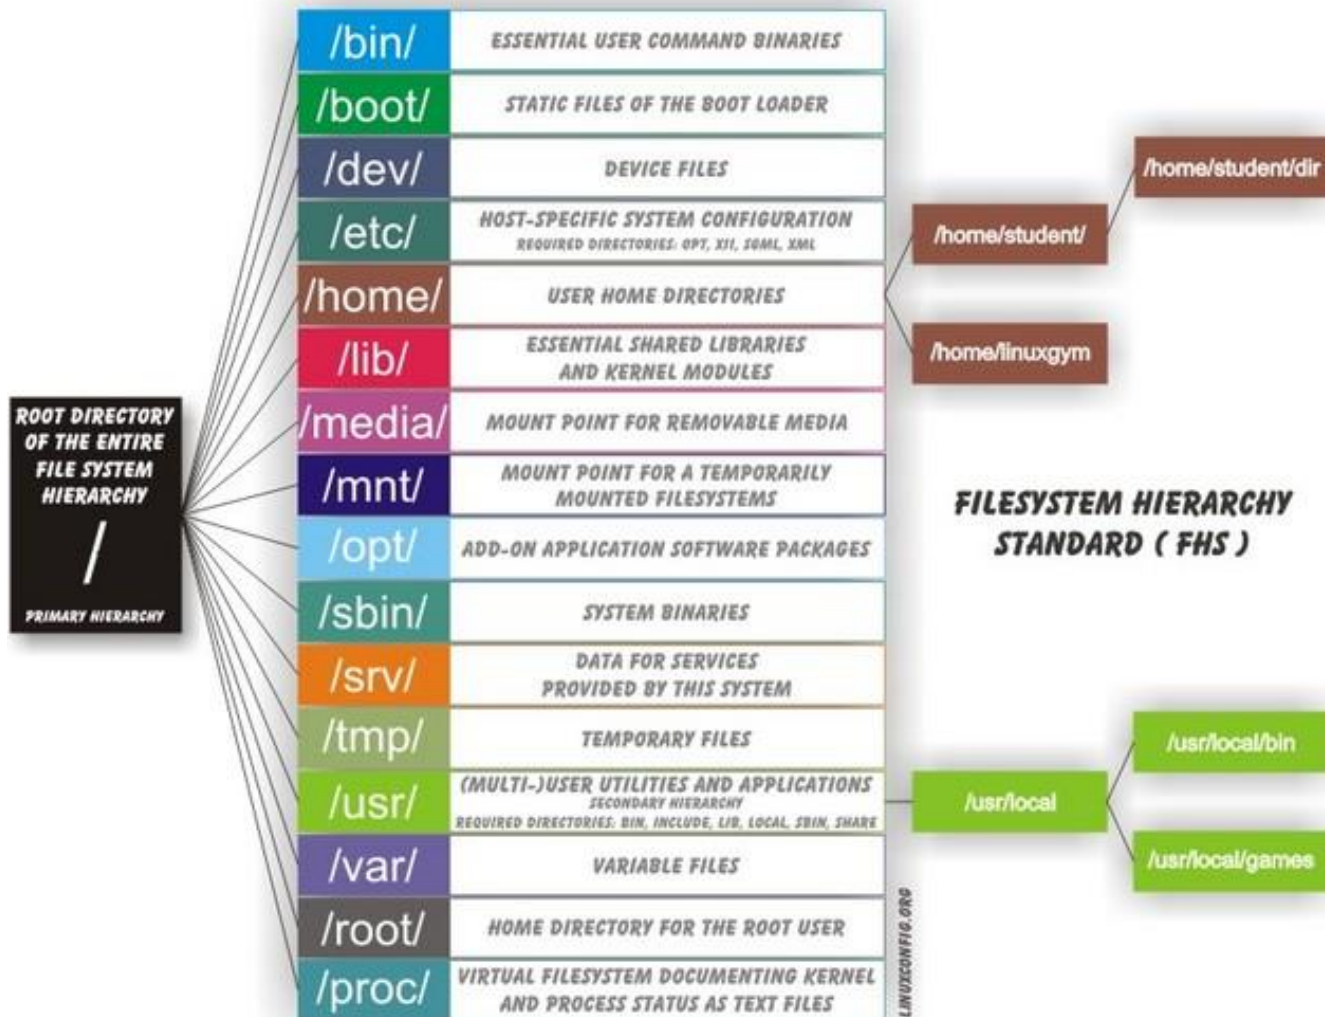 ROOT DIRECTORY
OF THE ENTIRE
FILE SYSTEM
HIERARCHY
/
PRIMARY HIERARCHY
/bin/
ESSENTIAL USER COMMAND BINARIES
/boot/
STATIC FILES OF THE BOOT LOADER
/dev/
DEVICE FILES
/etc/
HOST-SPECIFIC SYSTEM CONFIGURATION
REQUIRED DIRECTORIES: OPT, XII, SGML, XML
/home/
USER HOME DIRECTORIES
/lib/
ESSENTIAL SHARED LIBRARIES
AND KERNEL MODULES
/media/
MOUNT POINT FOR REMOVABLE MEDIA
/mnt/
MOUNT POINT FOR A TEMPORARILY
MOUNTED FILESYSTEMS
/opt/
ADD-ON APPLICATION SOFTWARE PACKAGES
/sbin/
SYSTEM BINARIES
/srv/
DATA FOR SERVICES
PROVIDED BY THIS SYSTEM
/tmp/
TEMPORARY FILES
/usr/
(MULTI-)USER UTILITIES AND APPLICATIONS
SECONDARY HIERARCHY
REQUIRED DIRECTORIES: BIN, INCLUDE, LIB, LOCAL, SBIN, SHARE
/var/
VARIABLE FILES
/root/
HOME DIRECTORY FOR THE ROOT USER
/proc/
VIRTUAL FILESYSTEM DOCUMENTING KERNEL
AND PROCESS STATUS AS TEXT FILES
/home/student/
/home/student/dir
/home/linuxgym
FILESYSTEM HIERARCHY
STANDARD ( FHS )
/usr/local
/usr/local/bin
/usr/local/games
LINUXCONFIG.ORG